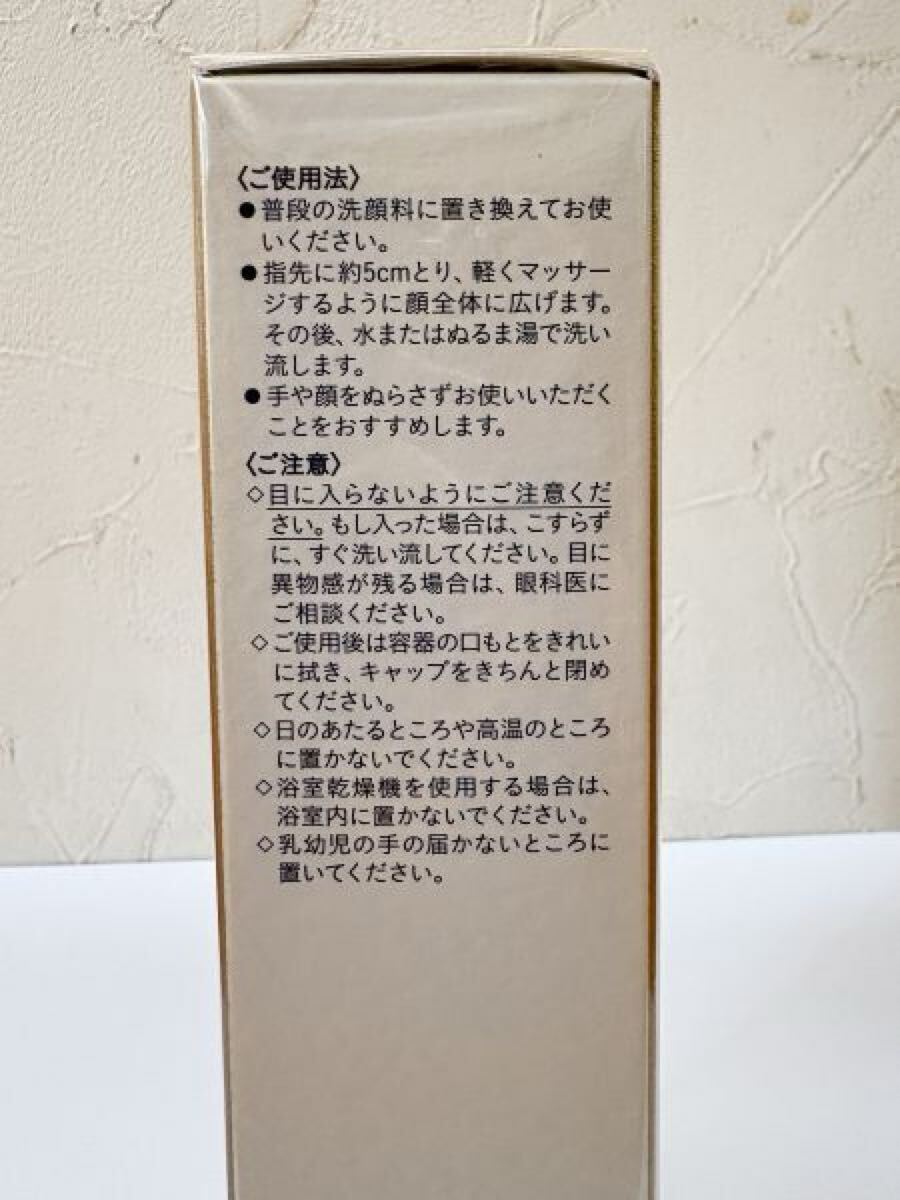 〈ご使用法〉
●普段の洗顔料に置き換えてお使
いください。
●指先に約5cmとり、軽くマッサー
ジするように顔全体に広げます。
その後、水またはぬるま湯で洗い
流します。
●手や顔をぬらさずお使いいただく
ことをおすすめします。
〈ご注意〉
◇目に入らないようにご注意くだ
さい。もし入った場合は、こすらず
に、すぐ洗い流してください。目に
異物感が残る場合は、眼科医に
ご相談ください。
◇ご使用後は容器の口もとをきれい
に拭き、キャップをきちんと閉め
てください。
◇日のあたるところや高温のところ
に置かないでください。
◇浴室乾燥機を使用する場合は、
浴室内に置かないでください。
◇乳幼児の手の届かないところに
置いてください。